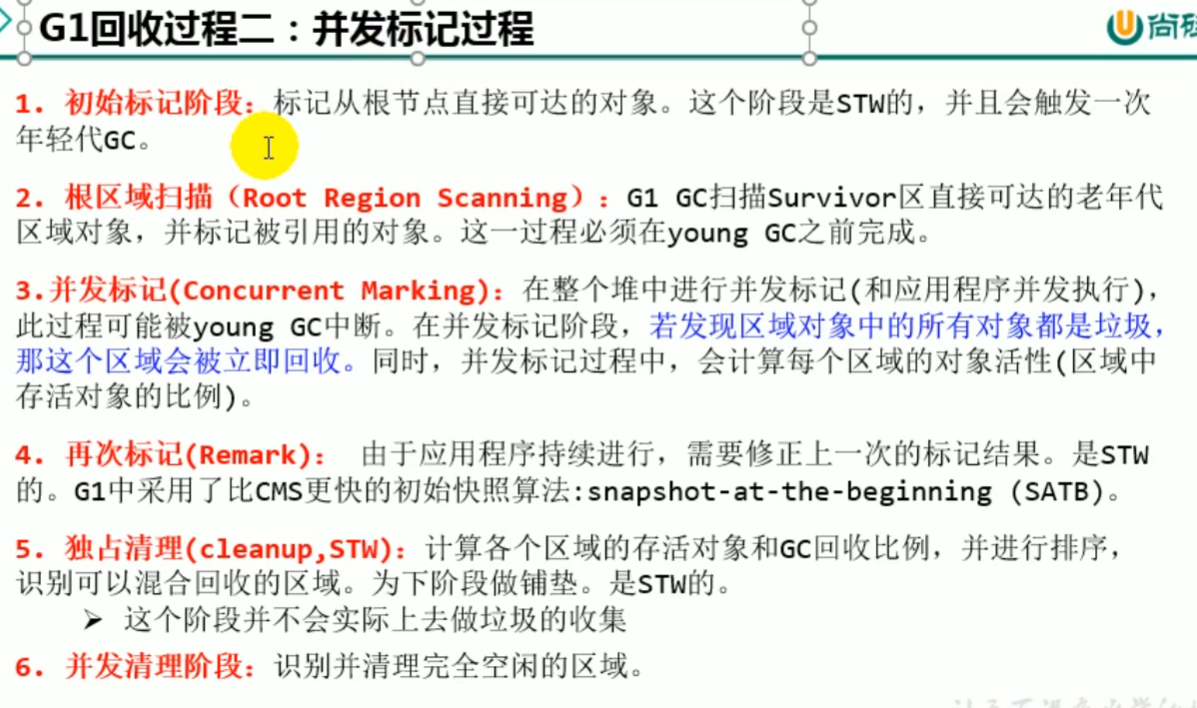 G1回收过程二：并发标记过程
尚硅
1. 初始标记阶段：标记从根节点直接可达的对象。这个阶段是STW的，并且会触发一次
年轻代GC。
2. 根区域扫描（Root Region Scanning）：G1 GC扫描Survivor区直接可达的老年代
区域对象，并标记被引用的对象。这一过程必须在young GC之前完成。
3.并发标记(Concurrent Marking)：在整个堆中进行并发标记(和应用程序并发执行)，
此过程可能被young GC中断。在并发标记阶段，若发现区域对象中的所有对象都是垃圾，
那这个区域会被立即回收。同时，并发标记过程中，会计算每个区域的对象活性(区域中
存活对象的比例)。
4. 再次标记(Remark)： 由于应用程序持续进行，需要修正上一次的标记结果。是STW
的。G1中采用了比CMS更快的初始快照算法:snapshot-at-the-beginning (SATB)。
5. 独占清理(cleanup,STW)：计算各个区域的存活对象和GC回收比例，并进行排序，
识别可以混合回收的区域。为下阶段做铺垫。是STW的。
➢ 这个阶段并不会实际上去做垃圾的收集
6. 并发清理阶段：识别并清理完全空闲的区域。